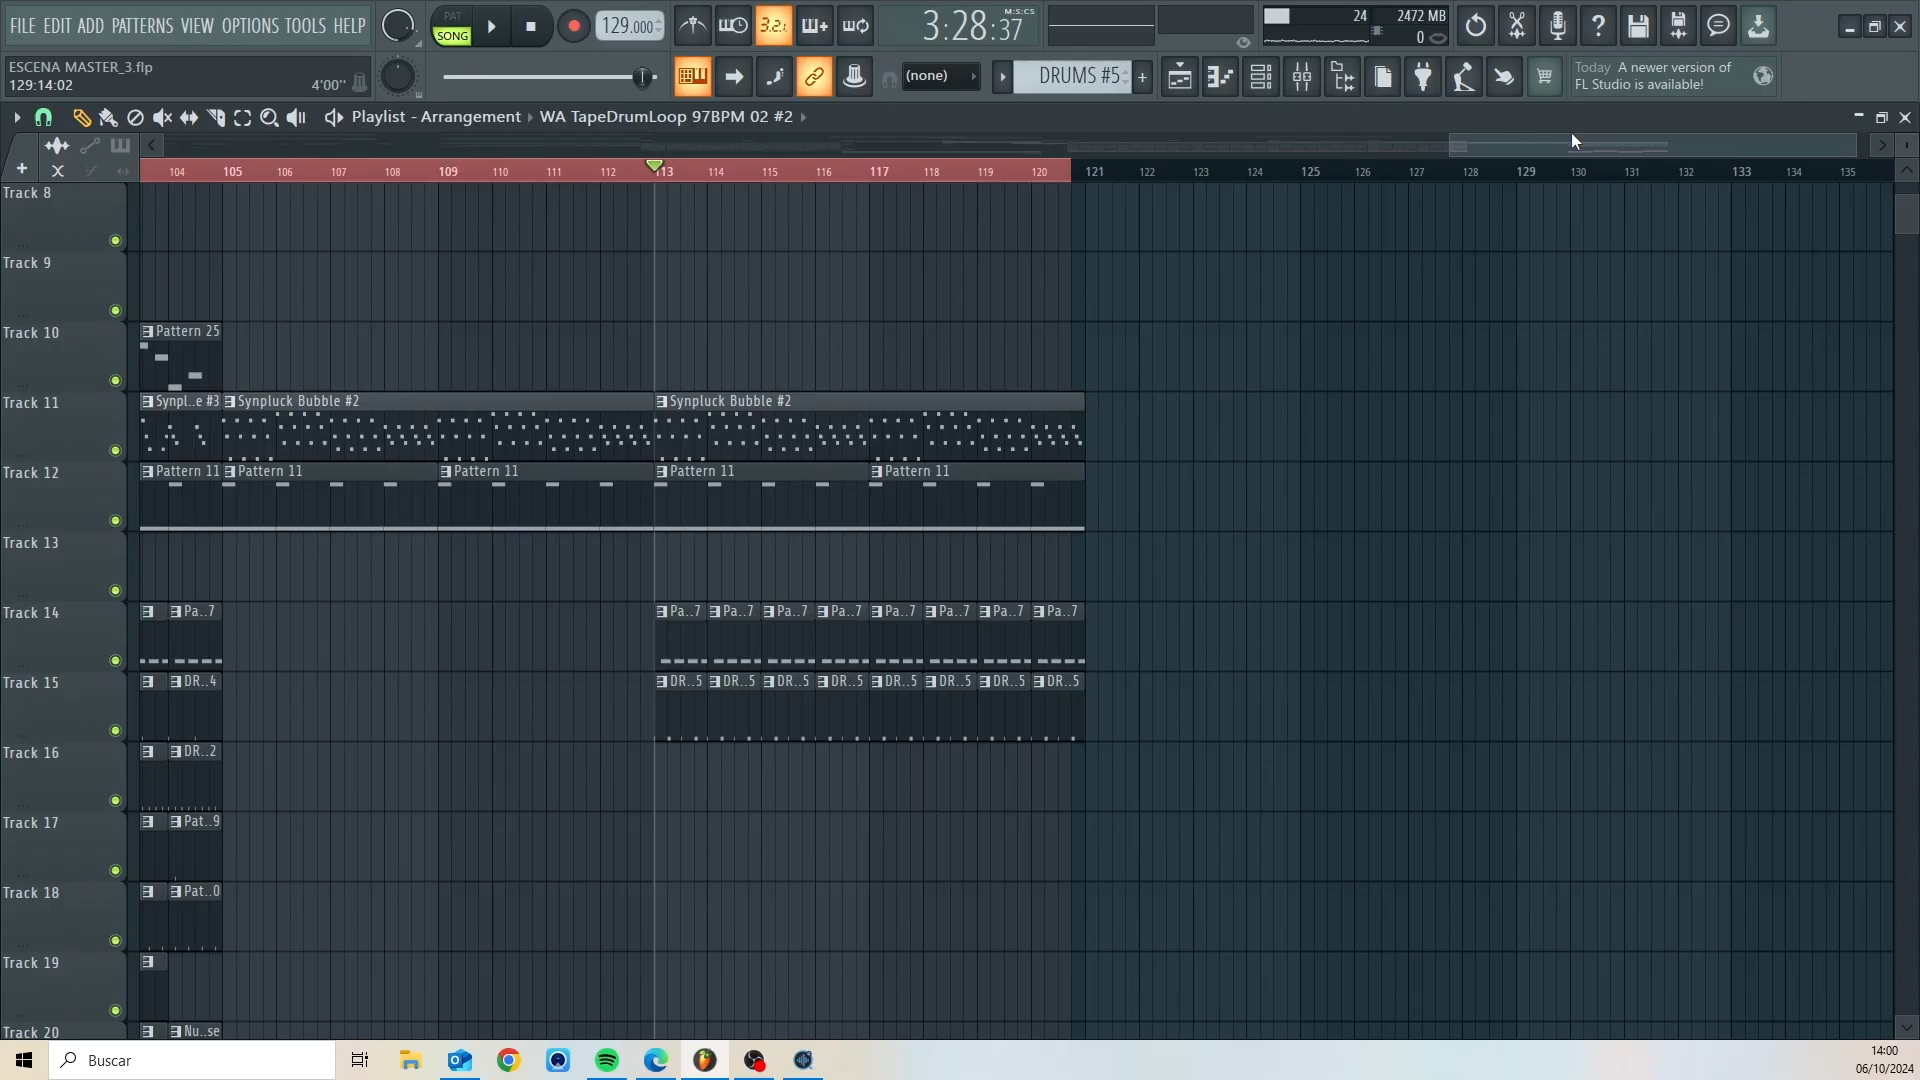 FILE EDIT ADD PATTERNS VIEW OPTIONS TOOLS HELP
PAT
SONG
129.000
3.2.
3:28:37
M:S:CS
24
2472 MB
0
ESCENA MASTER_3.flp
129:14:02
4'00"
(none)
DRUMS #5
Today A newer version of
FL Studio is available!
Playlist - Arrangement › WA TapeDrumLoop 97BPM 02 #2
104 105 106 107 108 109 110 111 112 113 114 115 116 117 118 119 120 121 122 123 124 125 126 127 128 129 130 131 132 133 134 135
Track 8
Track 9
Track 10
Pattern 25
Track 11
Synpl..e #3 Synpluck Bubble #2 Synpluck Bubble #2
Track 12
Pattern 11 Pattern 11 Pattern 11 Pattern 11 Pattern 11
Track 13
Track 14
Pa..7 Pa..7 Pa..7 Pa..7 Pa..7 Pa..7 Pa..7 Pa..7 Pa..7
Track 15
DR..4 DR..5 DR..5 DR..5 DR..5 DR..5 DR..5 DR..5 DR..5
Track 16
DR..2
Track 17
Pat..9
Track 18
Pat..0
Track 19
Track 20
Nu..se
Buscar
14:00
06/10/2024